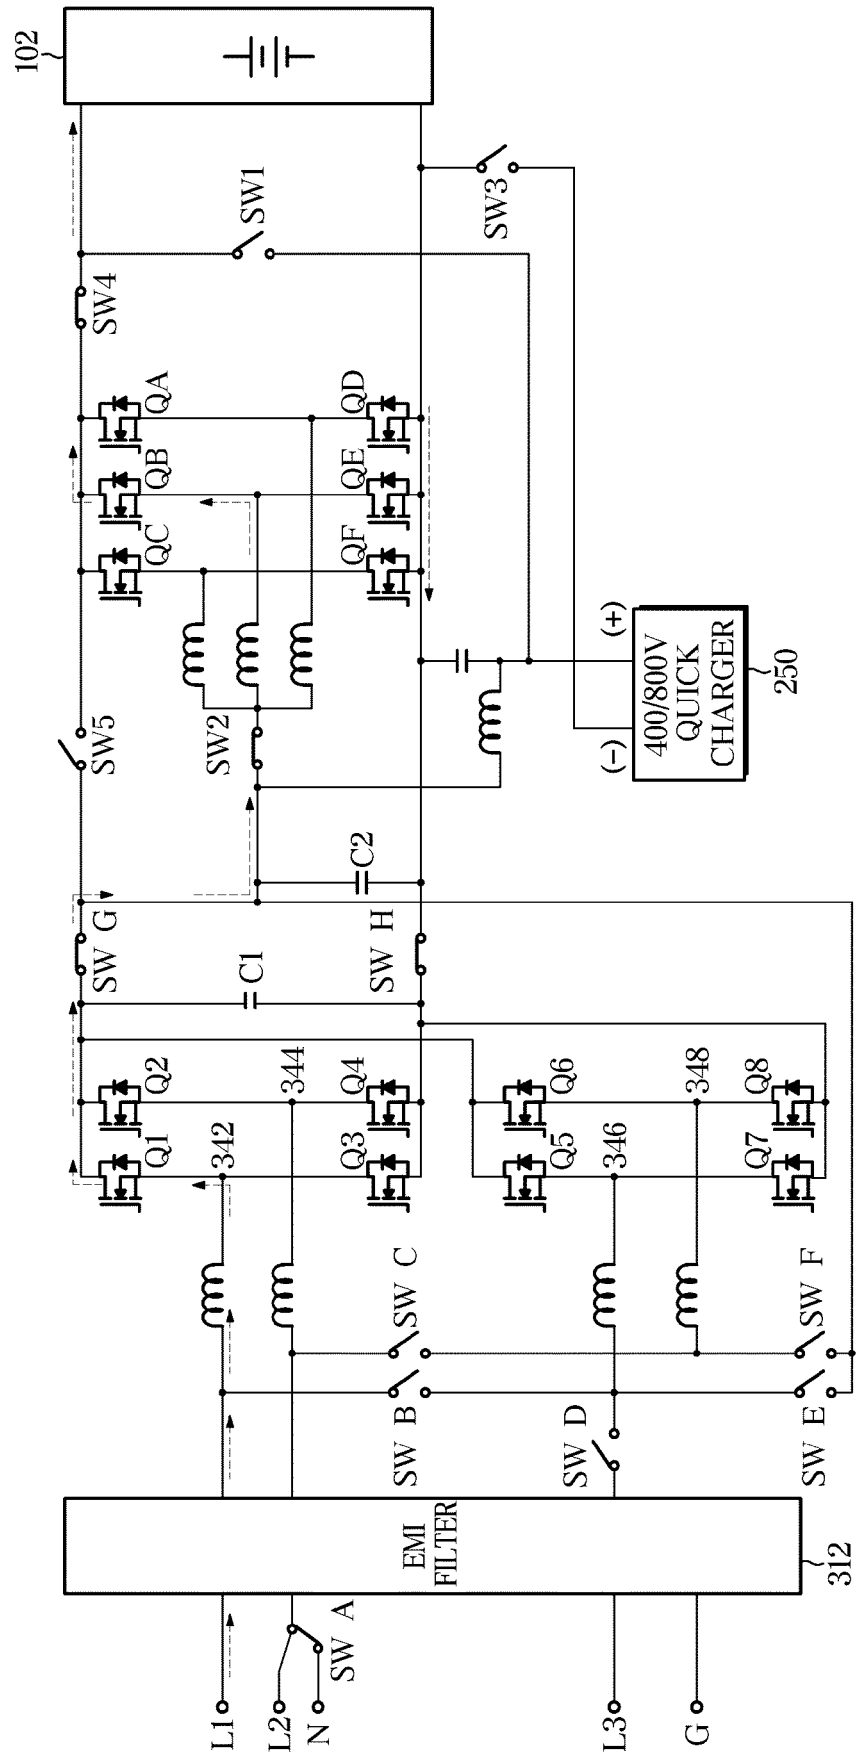 L1
L2
N
SW A
L3
G
EMI
FILTER
312
SW B
SW C
SW D
SW E
SW F
342
344
346
348
Q1
Q2
Q3
Q4
Q5
Q6
Q7
Q8
C1
SW G
SW H
C2
SW5
SW2
QC
QB
QA
QF
QE
QD
SW4
SW1
SW3
102
(-)
(+)
400/800V
QUICK
CHARGER
250